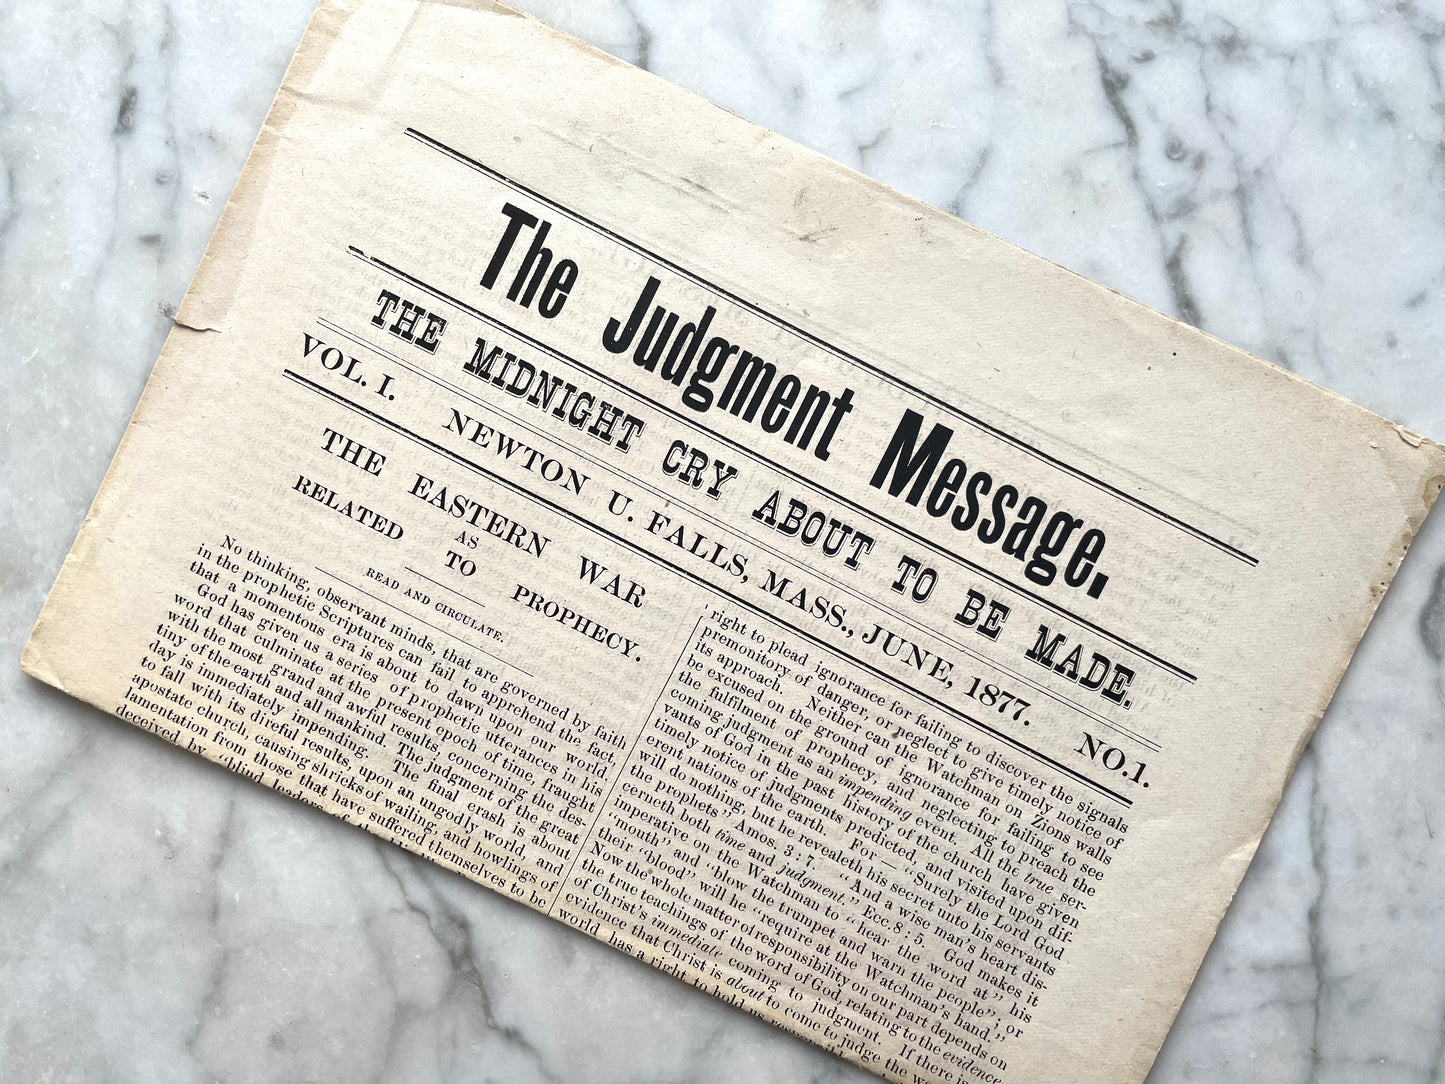 The Judgment Message.
THE MIDNIGHT CRY ABOUT TO BE MADE.
VOL. I. NEWTON U. FALLS, MASS., JUNE, 1877. NO.1.
THE EASTERN WAR
AS
RELATED TO PROPHECY.
READ AND CIRCULATE.
No thinking, observant minds, that are governed by faith
in the prophetic Scriptures can fail to apprehend the fact,
that a momentous era is about to dawn upon our world.
God has given us a series of prophetic utterances in his
word that culminate at the present epoch of time, fraught
with the most grand and awful results, concerning the des-
tiny of the earth and all mankind. The judgment of the great
day is immediately impending. The final crash is about
to fall with its direful results, upon an ungodly world, and
apostate church, causing shrieks of wailing, and howlings of
lamentation from those that have suffered themselves to be
deceived by
"blind leaders of the
right to plead ignorance for failing to discover the signals
premonitory of danger, or neglect to give timely notice of
its approach. Neither can the Watchman on Zions walls
be excused on the ground of ignorance for failing to see
the fulfilment of prophecy, and neglecting to preach the
coming judgment as an impending event. All the true ser-
vants of God in the past history of the church have given
timely notice of judgments predicted, and visited upon dif-
erent nations of the earth. For — "Surely the Lord God
will do nothing, but he revealeth his secret unto his servants
the prophets" Amos. 3: 7. "And a wise man's heart dis-
cerneth both time and judgment." Ecc. 8: 5. God makes it
imperative on the Watchman to "hear the word at" his
"mouth" and "blow the trumpet and warn the people"; or
their "blood" will be "require at the Watchman's hand."
Now the whole matter of responsibility on our part depends on
the true teachings of the word of God, relating to the evidence
of Christ's immediate coming to judgment. If there is
evidence that Christ is about to come to judge the
world, has a right to hold us